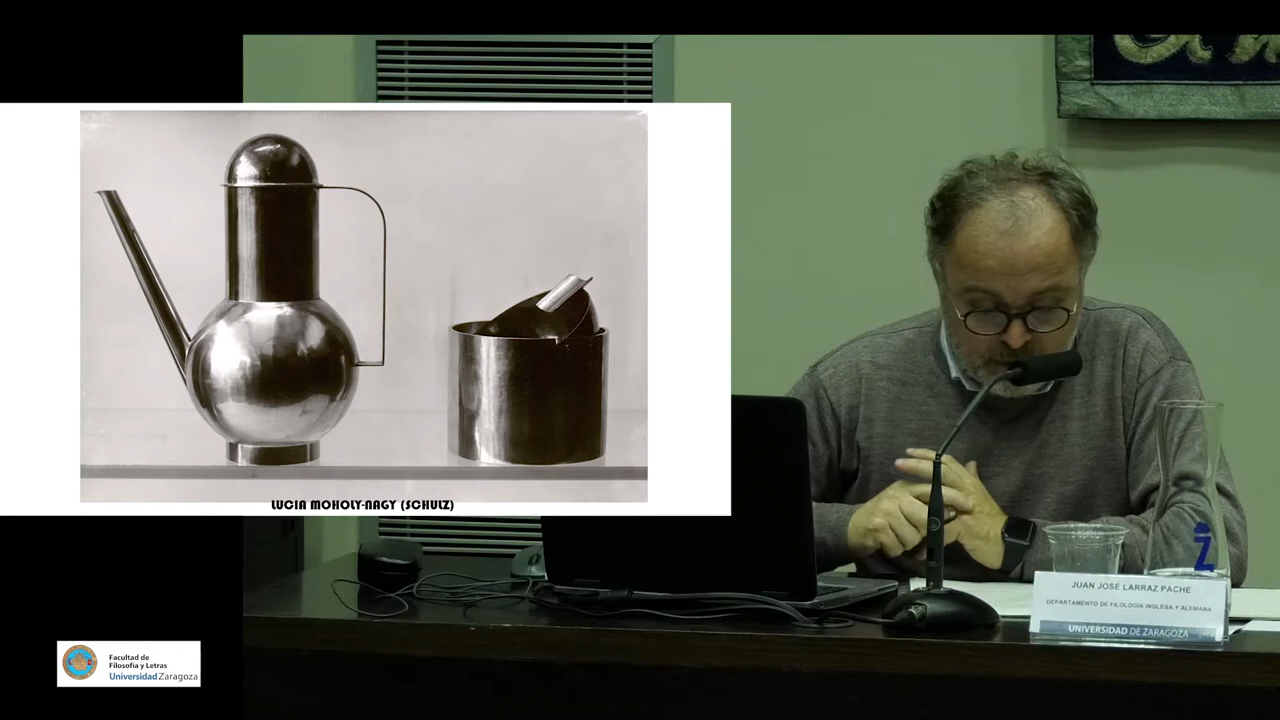 LUCIA MOHOLY-NAGY (SCHULZ)
JUAN JOSÉ LARRAZ PACHE
DEPARTAMENTO DE FILOLOGIA INGLESA Y ALEMANA
UNIVERSIDAD DE ZARAGOZA
Facultad de
Filosofía y Letras
Universidad Zaragoza